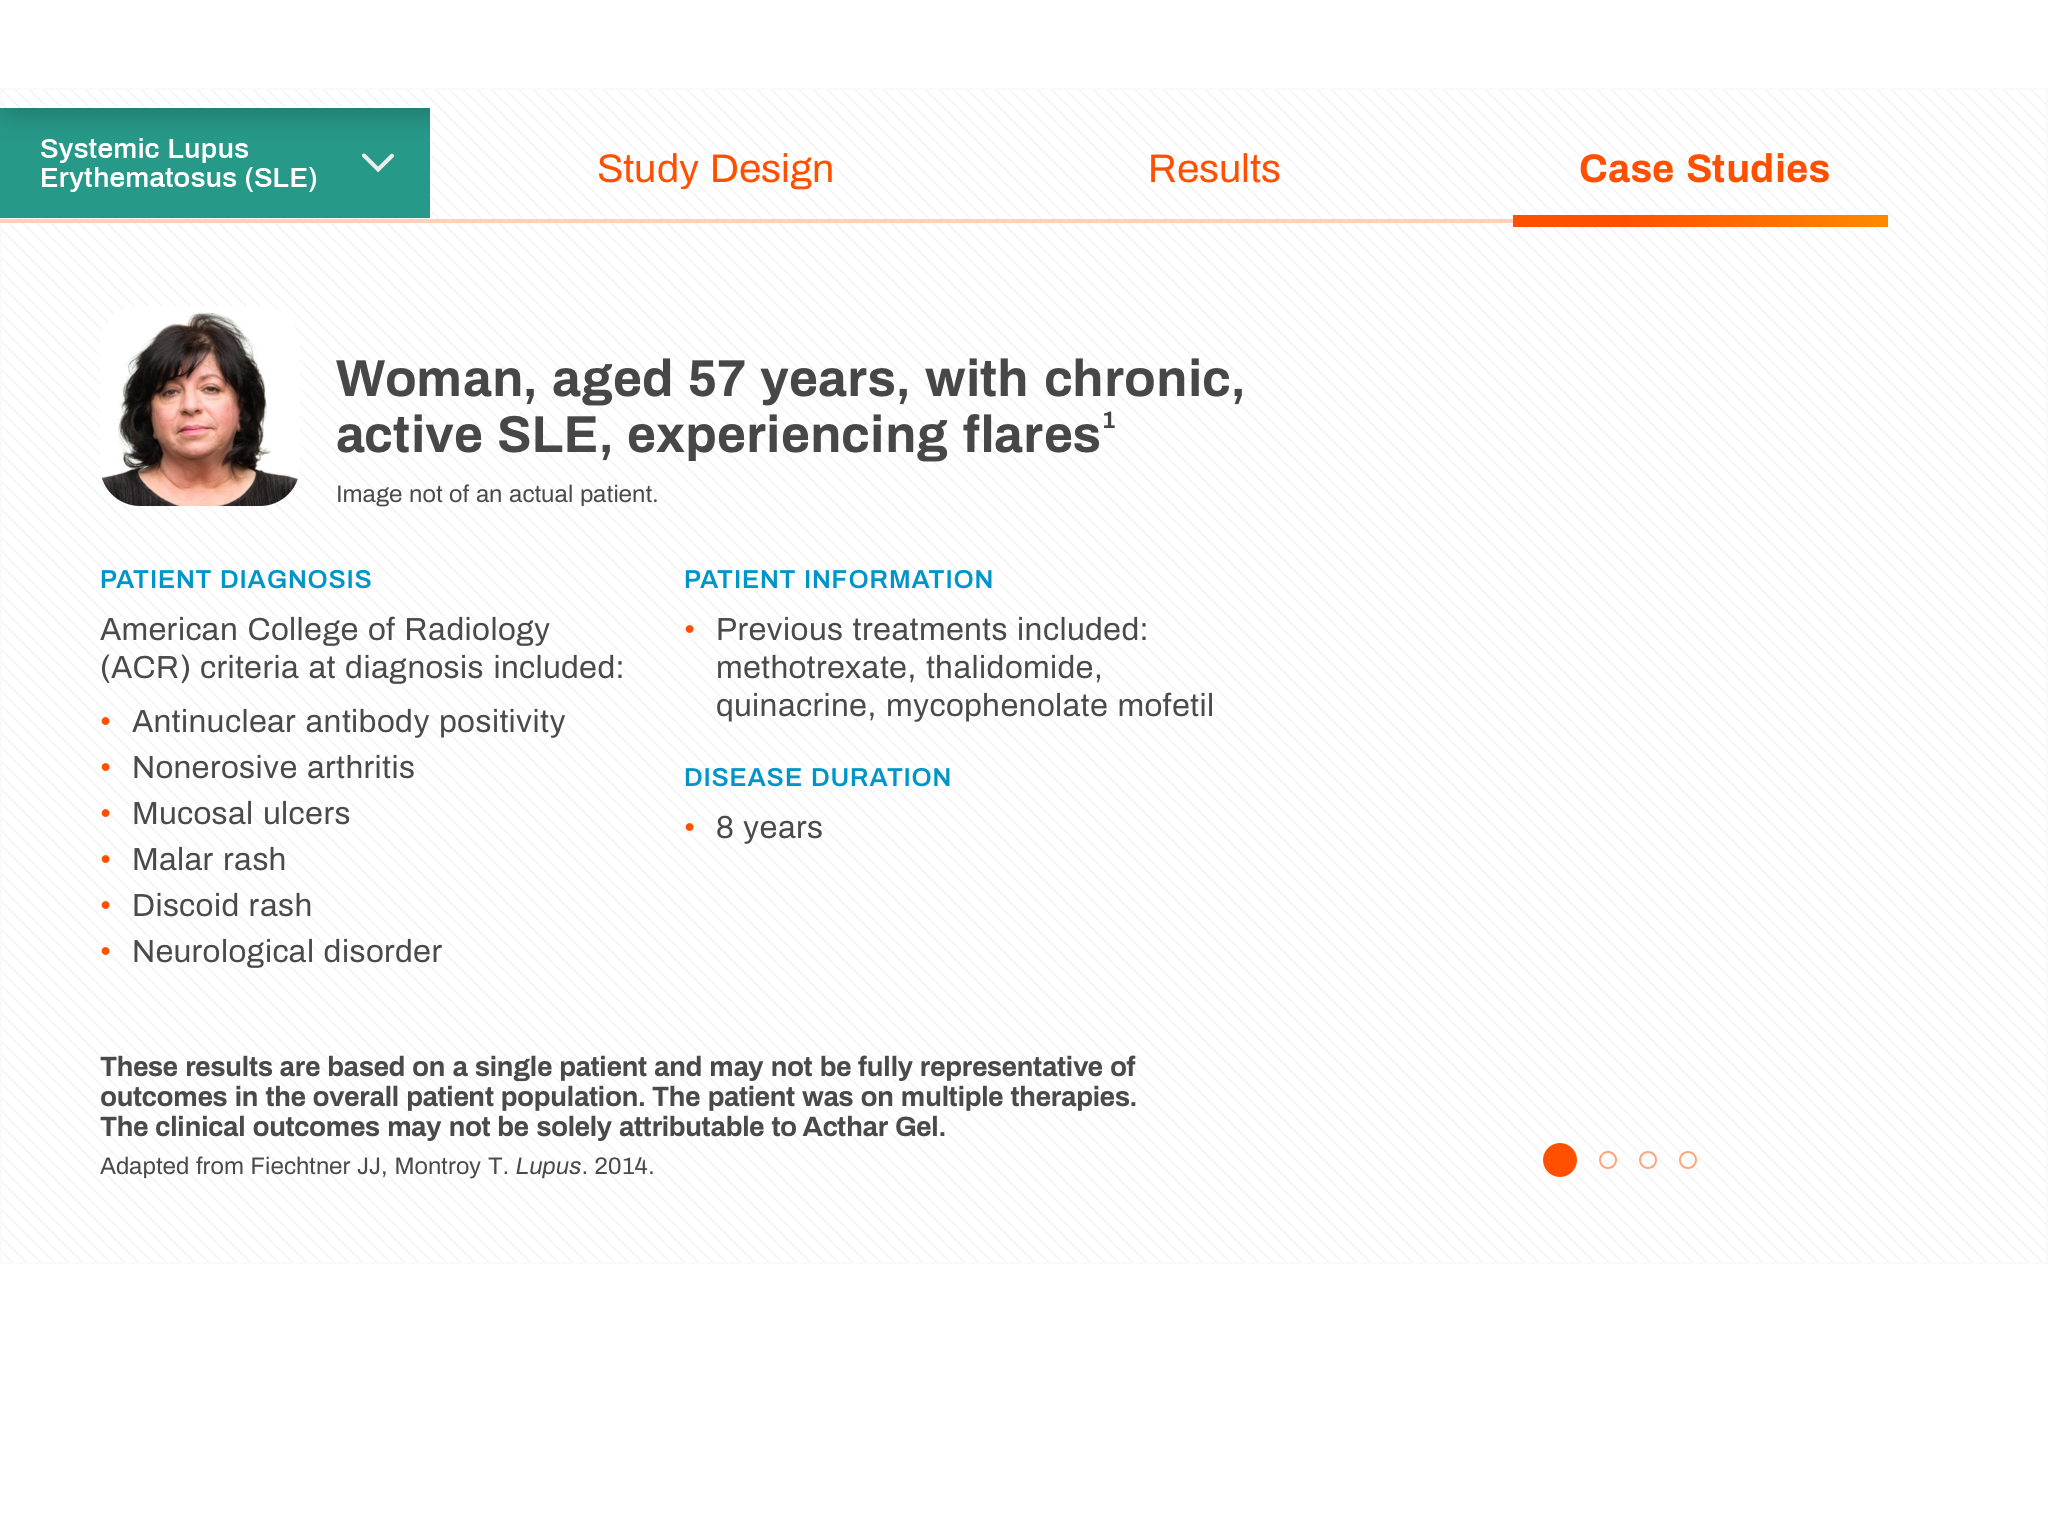 Systemic Lupus
Erythematosus (SLE)
Study Design
Results
Case Studies
Woman, aged 57 years, with chronic,
active SLE, experiencing flares1
Image not of an actual patient.
PATIENT DIAGNOSIS
American College of Radiology
(ACR) criteria at diagnosis included:
• Antinuclear antibody positivity
• Nonerosive arthritis
• Mucosal ulcers
• Malar rash
• Discoid rash
• Neurological disorder
PATIENT INFORMATION
• Previous treatments included:
methotrexate, thalidomide,
quinacrine, mycophenolate mofetil
DISEASE DURATION
• 8 years
These results are based on a single patient and may not be fully representative of
outcomes in the overall patient population. The patient was on multiple therapies.
The clinical outcomes may not be solely attributable to Acthar Gel.
Adapted from Fiechtner JJ, Montroy T. Lupus. 2014.